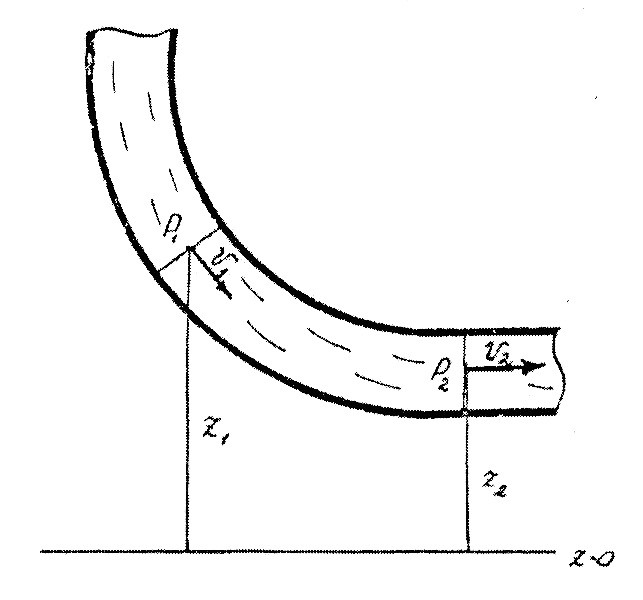 P₁
v₁
P₂
v₂
z₁
z₂
z=0